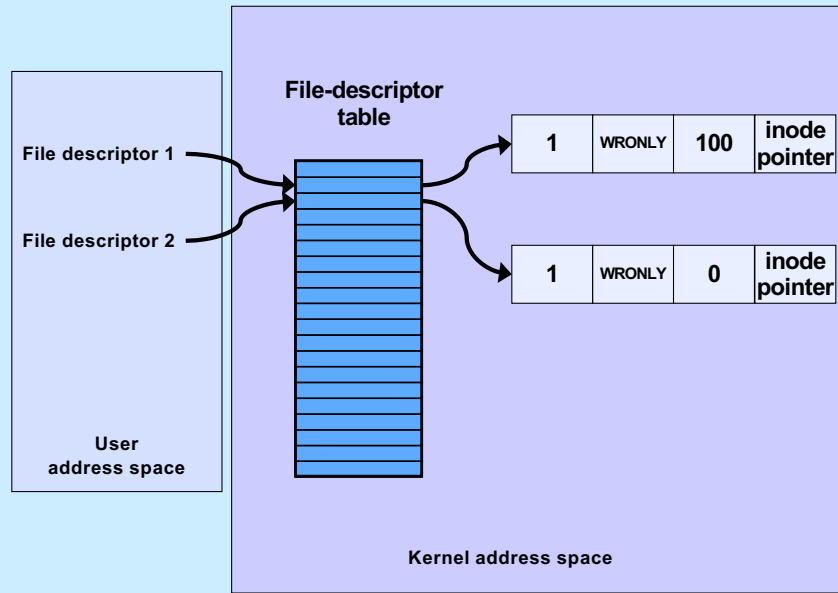 File-descriptor
table
File descriptor 1
File descriptor 2
1
WRONLY
100
inode
pointer
1
WRONLY
0
inode
pointer
User
address space
Kernel address space